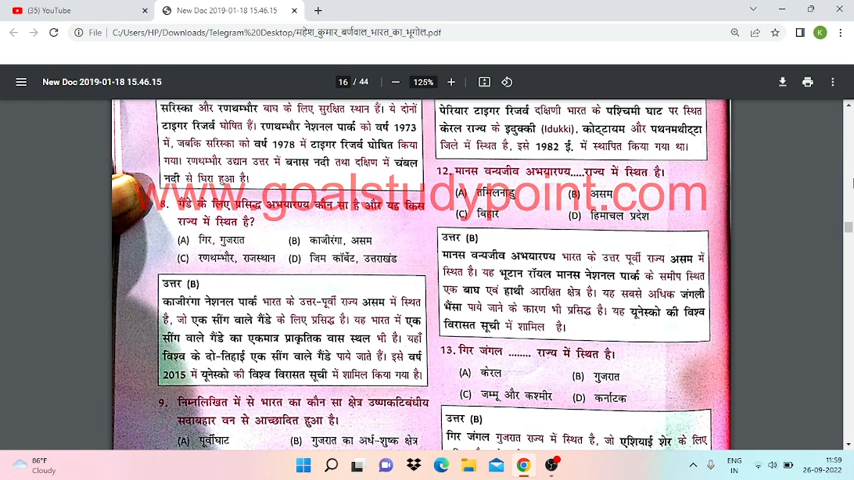 (35) YouTube
New Doc 2019-01-18 15.46.15
File
C:/Users/HP/Downloads/Telegram%20Desktop/महेश_कुमार_बर्णवाल_भारत_का_भूगोल.pdf
K
New Doc 2019-01-18 15.46.15
16 / 44
125%
सरिस्का और रणथम्भौर बाघ के लिए सुरक्षित स्थान हैं। ये दोनों
टाइगर रिजर्व घोषित हैं। रणथम्भौर नेशनल पार्क को वर्ष 1973
में, जबकि सरिस्का को वर्ष 1978 में टाइगर रिजर्व घोषित किया
गया। रणथम्भौर उद्यान उत्तर में बनास नदी तथा दक्षिण में चंबल
नदी से घिरा हुआ है।
8. गैंडे के लिए प्रसिद्ध अभयारण्य कौन सा है और यह किस
राज्य में स्थित है?
(A) गिर, गुजरात (B) काजीरंगा, असम
(C) रणथम्भौर, राजस्थान (D) जिम कॉर्बेट, उत्तराखंड
उत्तर (B)
काजीरंगा नेशनल पार्क भारत के उत्तर-पूर्वी राज्य असम में स्थित
है, जो एक सींग वाले गैंडे के लिए प्रसिद्ध है। यह भारत में एक
सींग वाले गैंडे का एकमात्र प्राकृतिक वास स्थल भी है। यहाँ
विश्व के दो-तिहाई एक सींग वाले गैंडे पाये जाते हैं। इसे वर्ष
2015 में यूनेस्को की विश्व विरासत सूची में शामिल किया गया है।
9. निम्नलिखित में से भारत का कौन सा क्षेत्र उष्णकटिबंधीय
सदाबहार वन से आच्छादित हुआ है।
(A) पूर्वीघाट (B) गुजरात का अर्ध-शुष्क क्षेत्र
पेरियार टाइगर रिजर्व दक्षिणी भारत के पश्चिमी घाट पर स्थित
केरल राज्य के इदुक्की (Idukki), कोट्टायम और पथनमथीट्टा
जिले में स्थित है, इसे 1982 ई. में स्थापित किया गया था।
12. मानस वन्यजीव अभयारण्य.....राज्य में स्थित है।
(A) तमिलनाडु (B) असम
(C) बिहार (D) हिमाचल प्रदेश
उत्तर (B)
मानस वन्यजीव अभयारण्य भारत के उत्तर पूर्वी राज्य असम में
स्थित है। यह भूटान रॉयल मानस नेशनल पार्क के समीप स्थित
एक बाघ एवं हाथी आरक्षित क्षेत्र है। यह सबसे अधिक जंगली
भैंसा पाये जाने के कारण भी प्रसिद्ध है। यह यूनेस्को की विश्व
विरासत सूची में शामिल है।
13. गिर जंगल ........ राज्य में स्थित है।
(A) केरल (B) गुजरात
(C) जम्मू और कश्मीर (D) कर्नाटक
उत्तर (B)
गिर जंगल गुजरात राज्य में स्थित है, जो एशियाई शेर के लिए
www.goalstudypoint.com
86°F
Cloudy
ENG
IN
11:59
26-09-2022